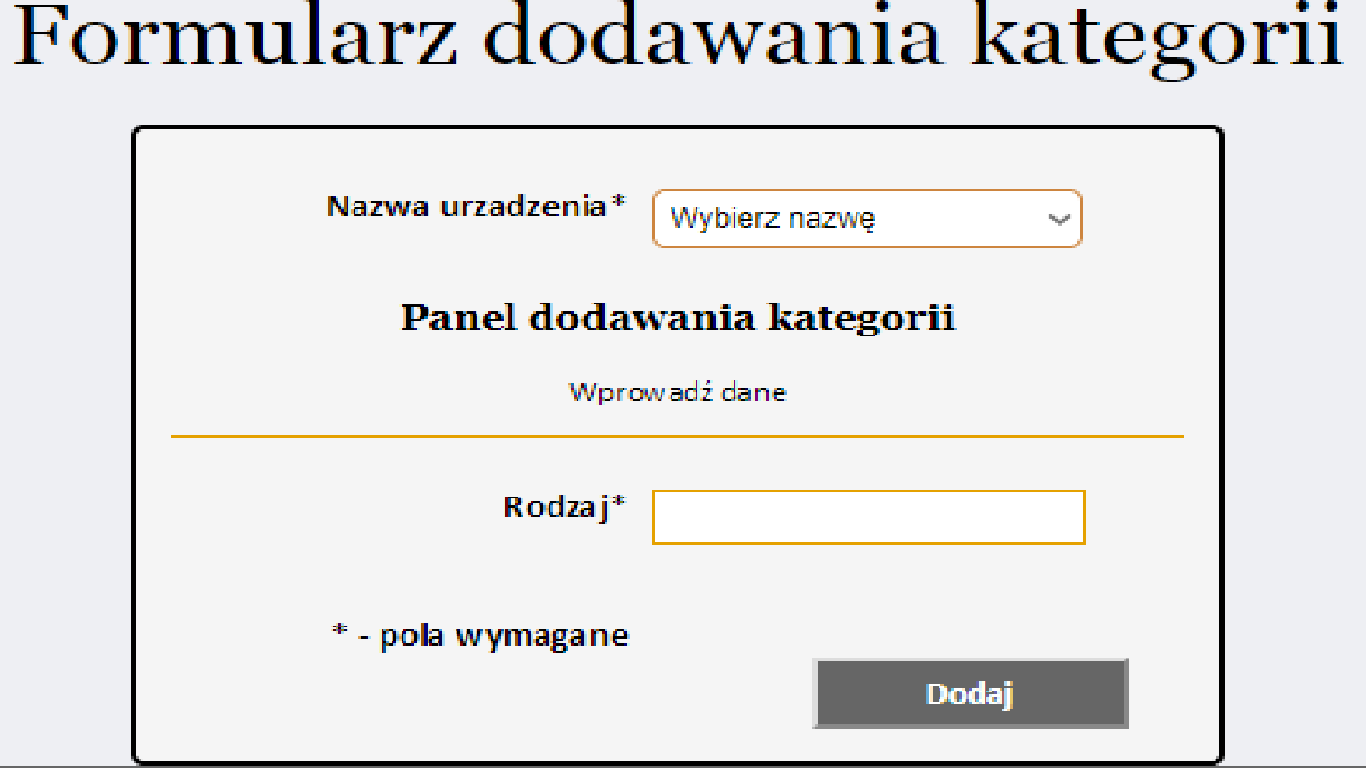 Formularz dodawania kategorii
Nazwa urzadzenia*
Wybierz nazwę
Panel dodawania kategorii
Wprowadź dane
Rodzaj*
* - pola wymagane
Dodaj